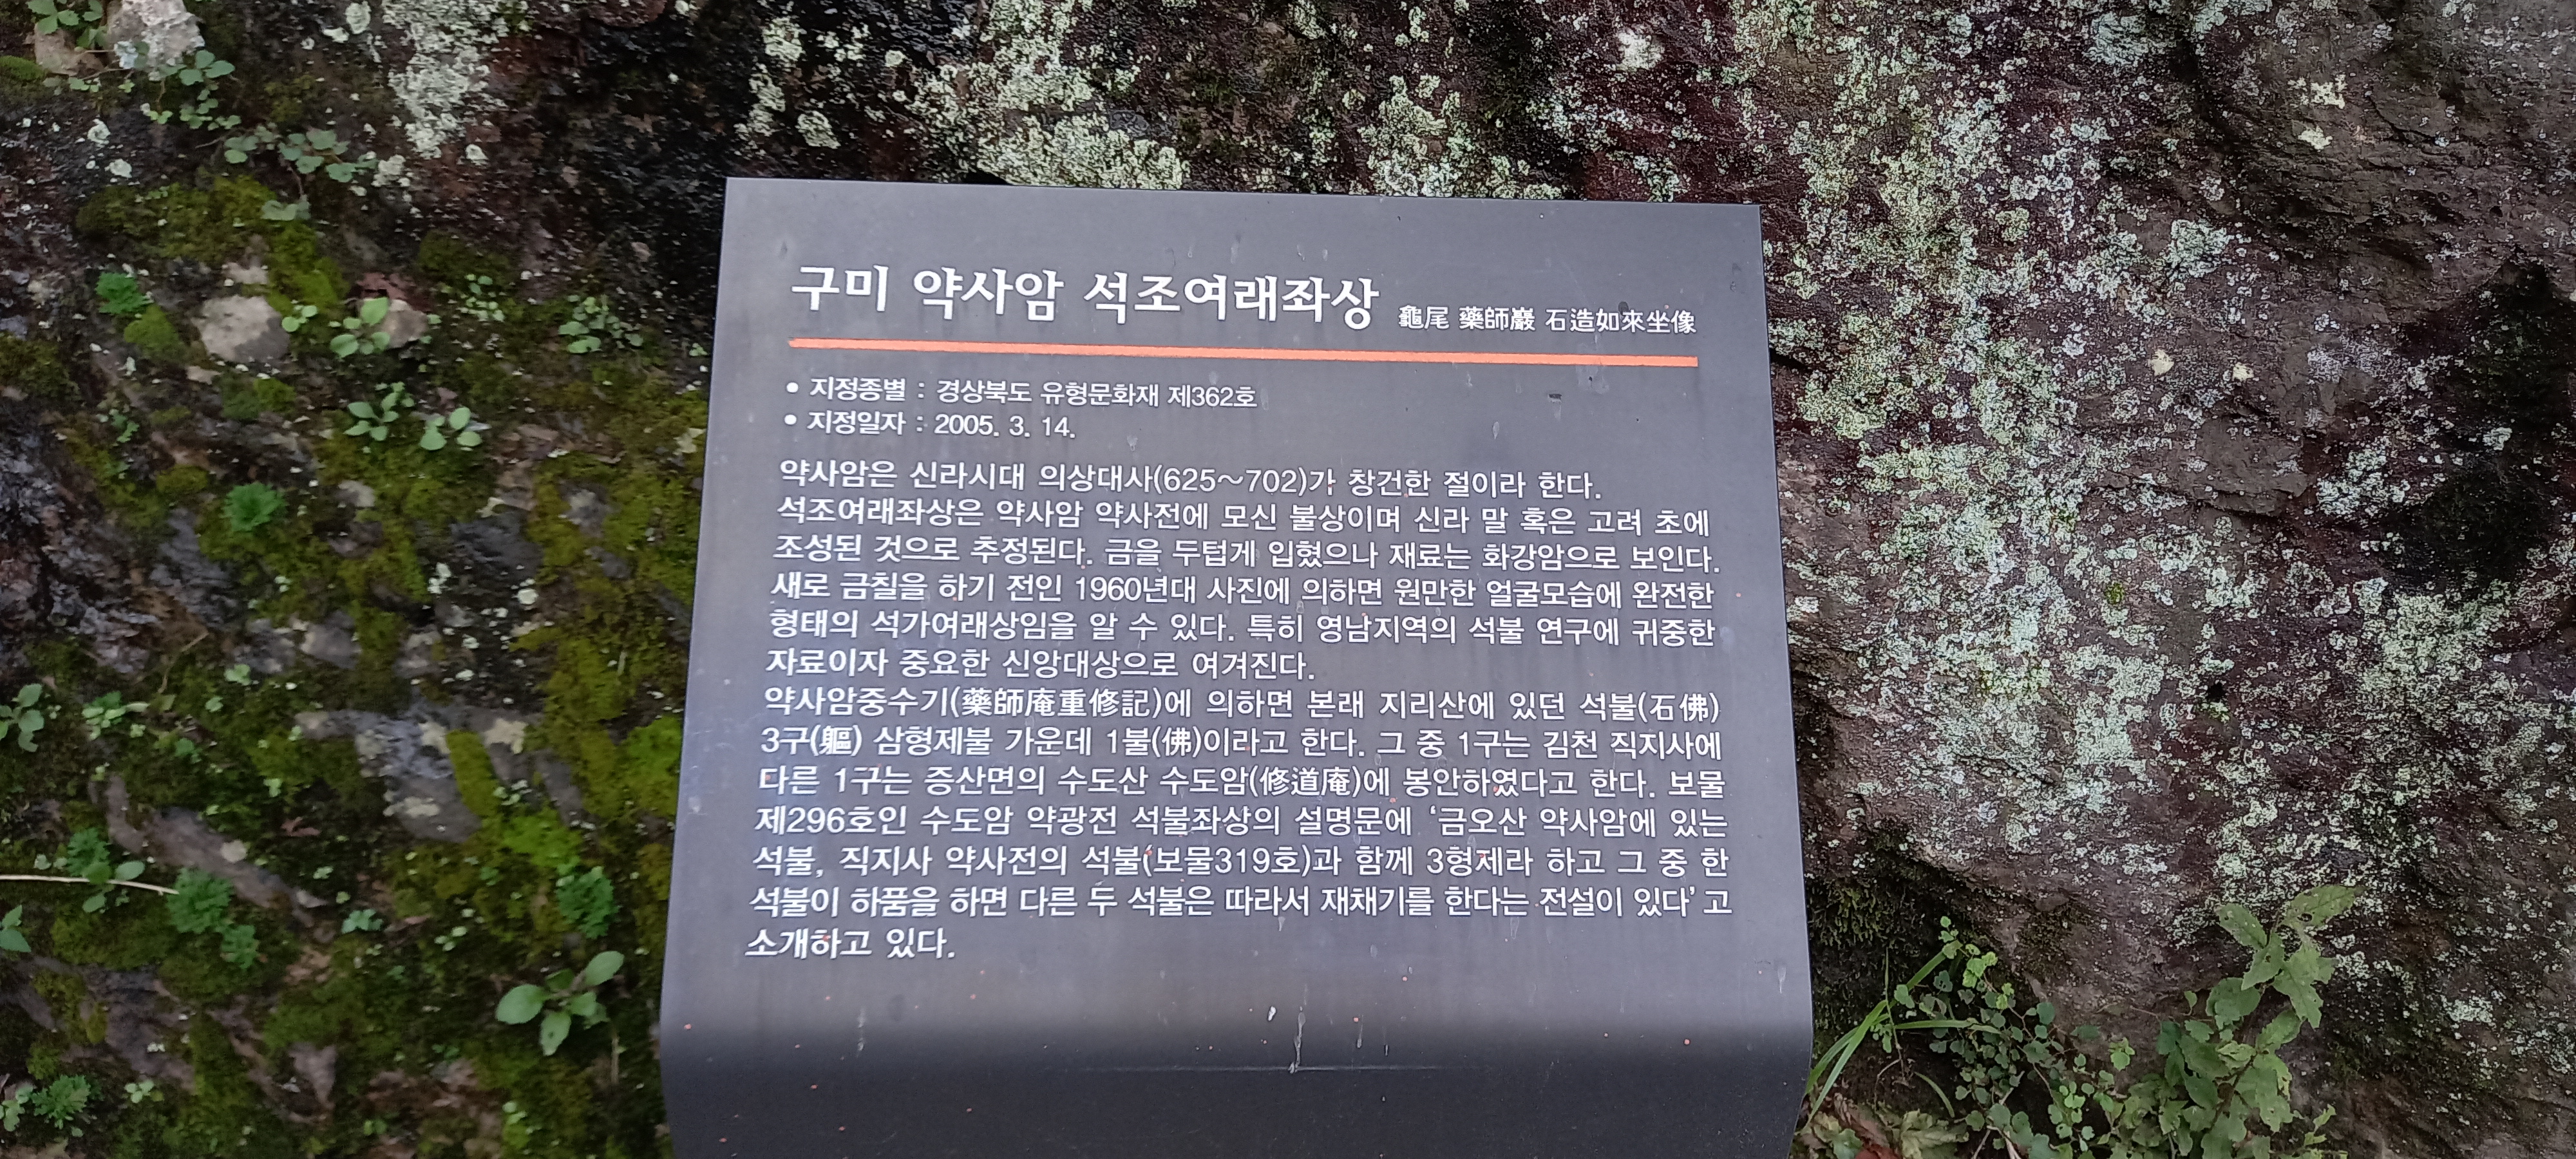 구미 약사암 석조여래좌상 龜尾 藥師巖 石造如來坐像
• 지정종별 : 경상북도 유형문화재 제362호
• 지정일자 : 2005. 3. 14.
약사암은 신라시대 의상대사(625～702)가 창건한 절이라 한다.
석조여래좌상은 약사암 약사전에 모신 불상이며 신라 말 혹은 고려 초에
조성된 것으로 추정된다. 금을 두텁게 입혔으나 재료는 화강암으로 보인다.
새로 금칠을 하기 전인 1960년대 사진에 의하면 원만한 얼굴모습에 완전한
형태의 석가여래상임을 알 수 있다. 특히 영남지역의 석불 연구에 귀중한
자료이자 중요한 신앙대상으로 여겨진다.
약사암중수기(藥師庵重修記)에 의하면 본래 지리산에 있던 석불(石佛)
3구(軀) 삼형제불 가운데 1불(佛)이라고 한다. 그 중 1구는 김천 직지사에
다른 1구는 증산면의 수도산 수도암(修道庵)에 봉안하였다고 한다. 보물
제296호인 수도암 약광전 석불좌상의 설명문에 ‘금오산 약사암에 있는
석불, 직지사 약사전의 석불(보물319호)과 함께 3형제라 하고 그 중 한
석불이 하품을 하면 다른 두 석불은 따라서 재채기를 한다는 전설이 있다’고
소개하고 있다.